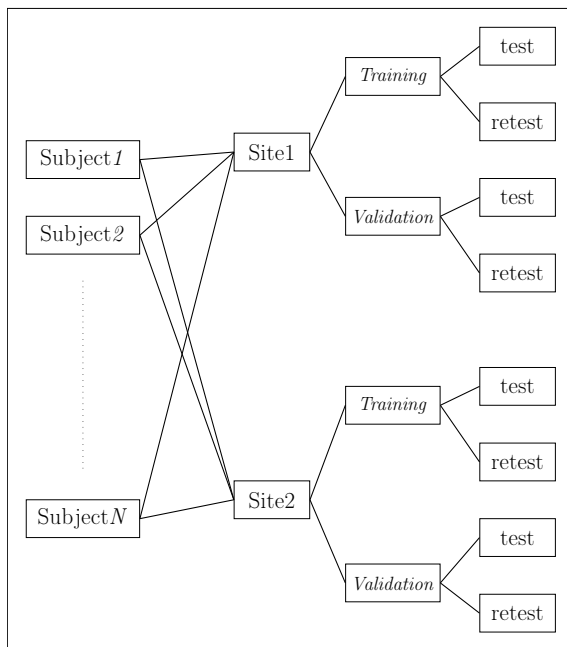 Subject1
Subject2
SubjectN
Site1
Site2
Training
Validation
Training
Validation
test
retest
test
retest
test
retest
test
retest